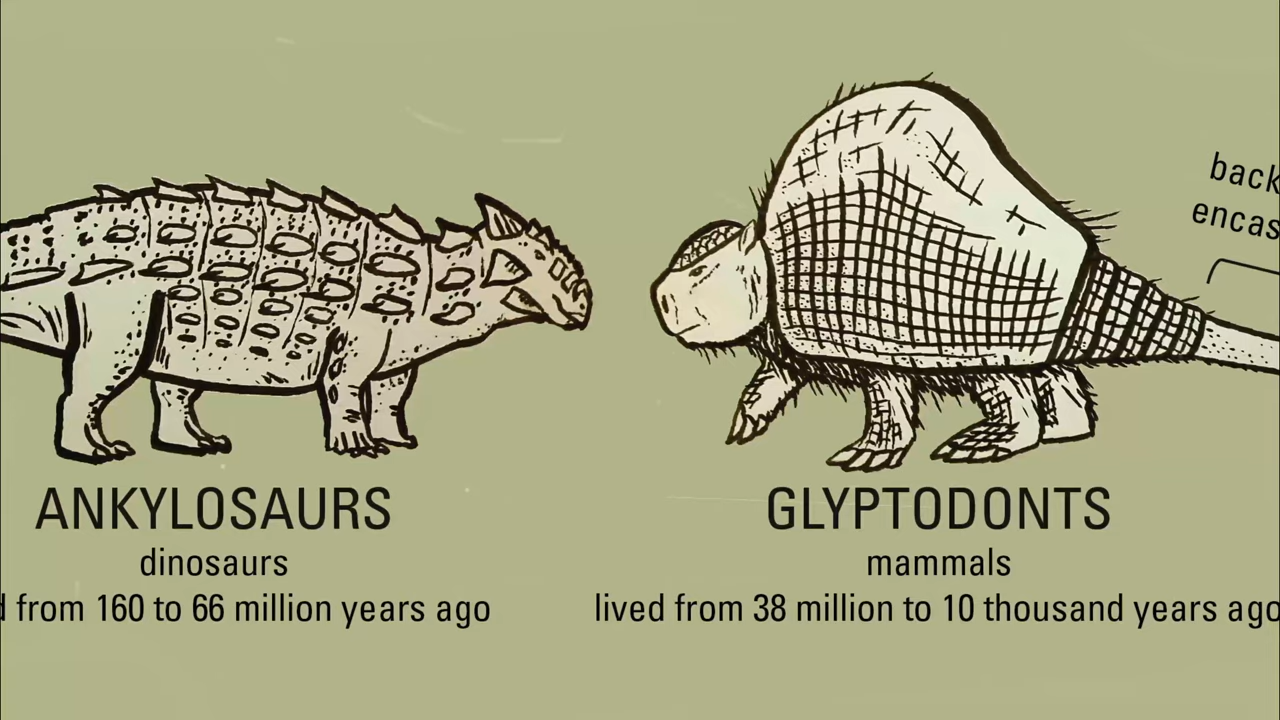 back
encas
ANKYLOSAURS
dinosaurs
d from 160 to 66 million years ago
GLYPTODONTS
mammals
lived from 38 million to 10 thousand years ago